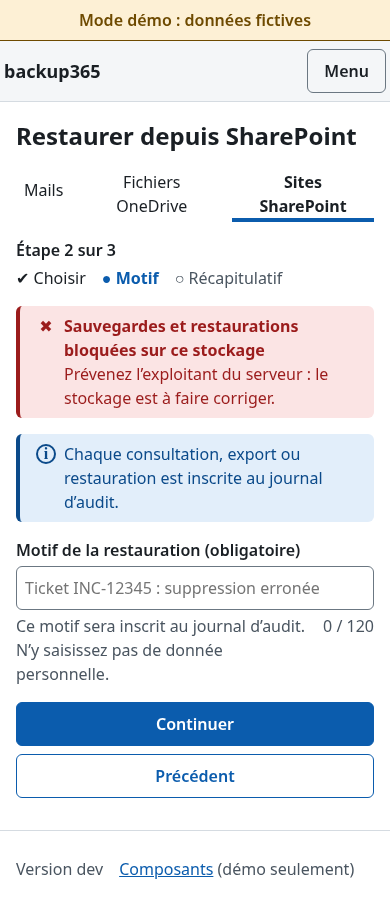 Mode démo : données fictives
backup365
Menu
Restaurer depuis SharePoint
Mails
Fichiers
OneDrive
Sites
SharePoint
Étape 2 sur 3
✔ Choisir ● Motif ○ Récapitulatif
✖ Sauvegardes et restaurations
bloquées sur ce stockage
Prévenez l’exploitant du serveur : le
stockage est à faire corriger.
Chaque consultation, export ou
restauration est inscrite au journal
d’audit.
Motif de la restauration (obligatoire)
Ticket INC-12345 : suppression erronée
Ce motif sera inscrit au journal d’audit. 0 / 120
N’y saisissez pas de donnée
personnelle.
Continuer
Précédent
Version dev Composants (démo seulement)